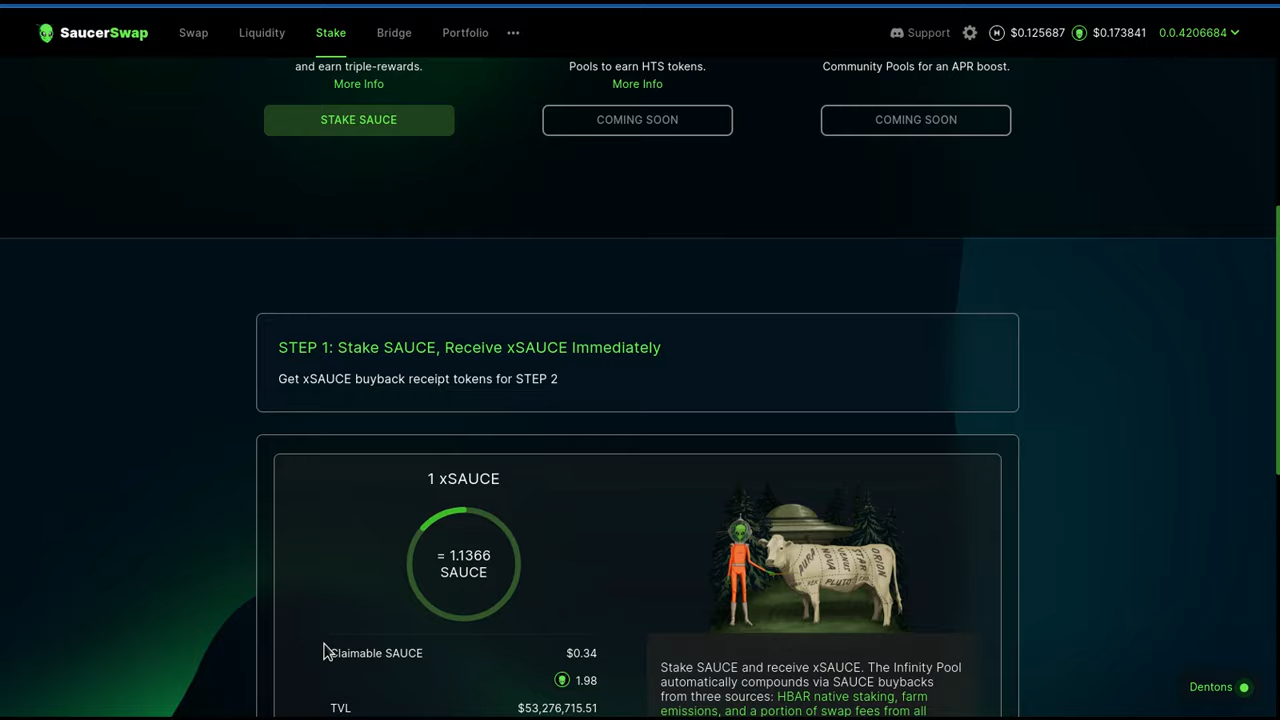 SaucerSwap Swap Liquidity Stake Bridge Portfolio ••• Support $0.125687 $0.173841 0.0.4206684
and earn triple-rewards.
More Info
STAKE SAUCE
Pools to earn HTS tokens.
More Info
COMING SOON
Community Pools for an APR boost.
COMING SOON
STEP 1: Stake SAUCE, Receive xSAUCE Immediately
Get xSAUCE buyback receipt tokens for STEP 2
1 xSAUCE
= 1.1366
SAUCE
Claimable SAUCE $0.34
1.98
TVL $53,276,715.51
AURA
NOVA
PLUTO
STAR
ORION
Stake SAUCE and receive xSAUCE. The Infinity Pool
automatically compounds via SAUCE buybacks
from three sources: HBAR native staking, farm
emissions, and a portion of swap fees from all
Dentons